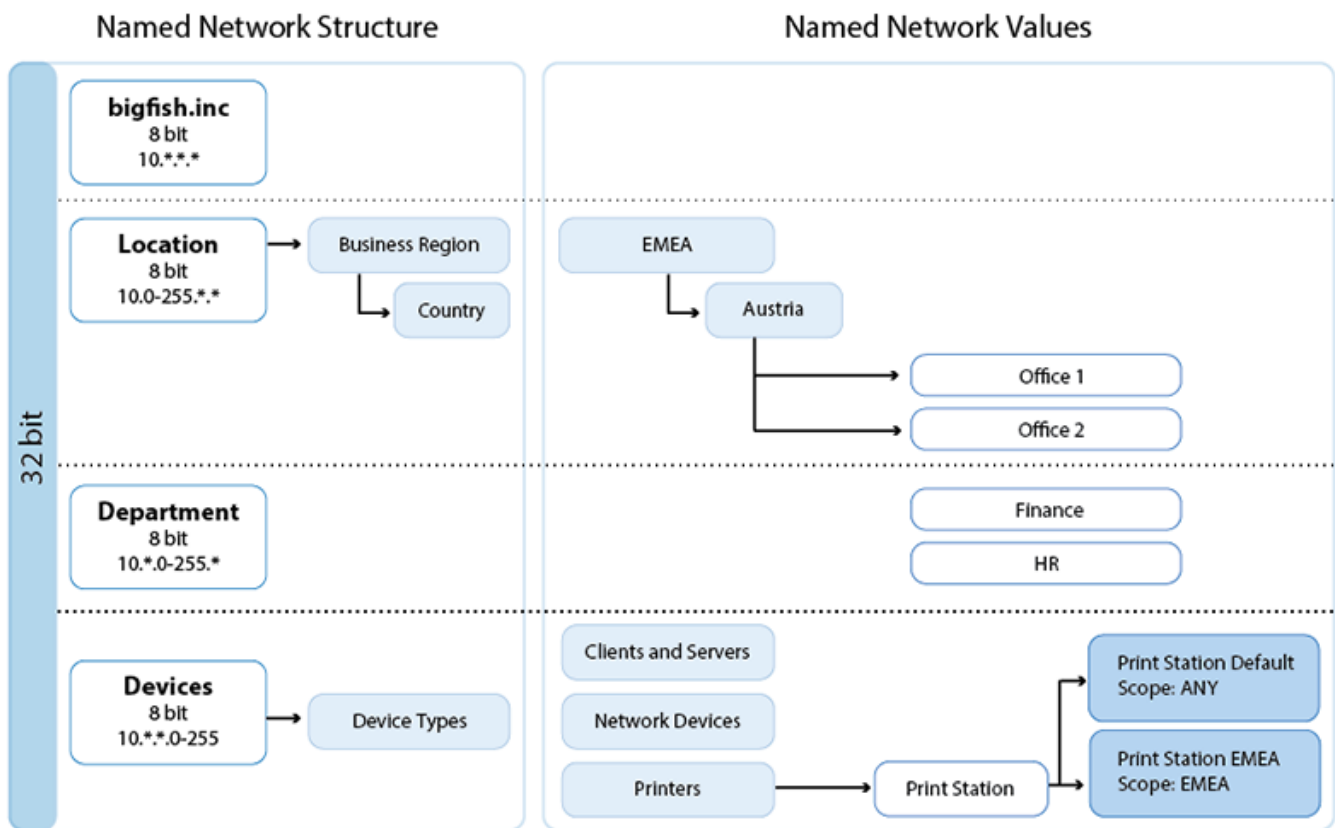 Named Network Structure
Named Network Values
32 bit
bigfish.inc
8 bit
10.*.*.*
Location
8 bit
10.0-255.*.*
Business Region
Country
EMEA
Austria
Office 1
Office 2
Department
8 bit
10.*.0-255.*
Finance
HR
Devices
8 bit
10.*.*.0-255
Device Types
Clients and Servers
Network Devices
Printers
Print Station
Print Station Default
Scope: ANY
Print Station EMEA
Scope: EMEA